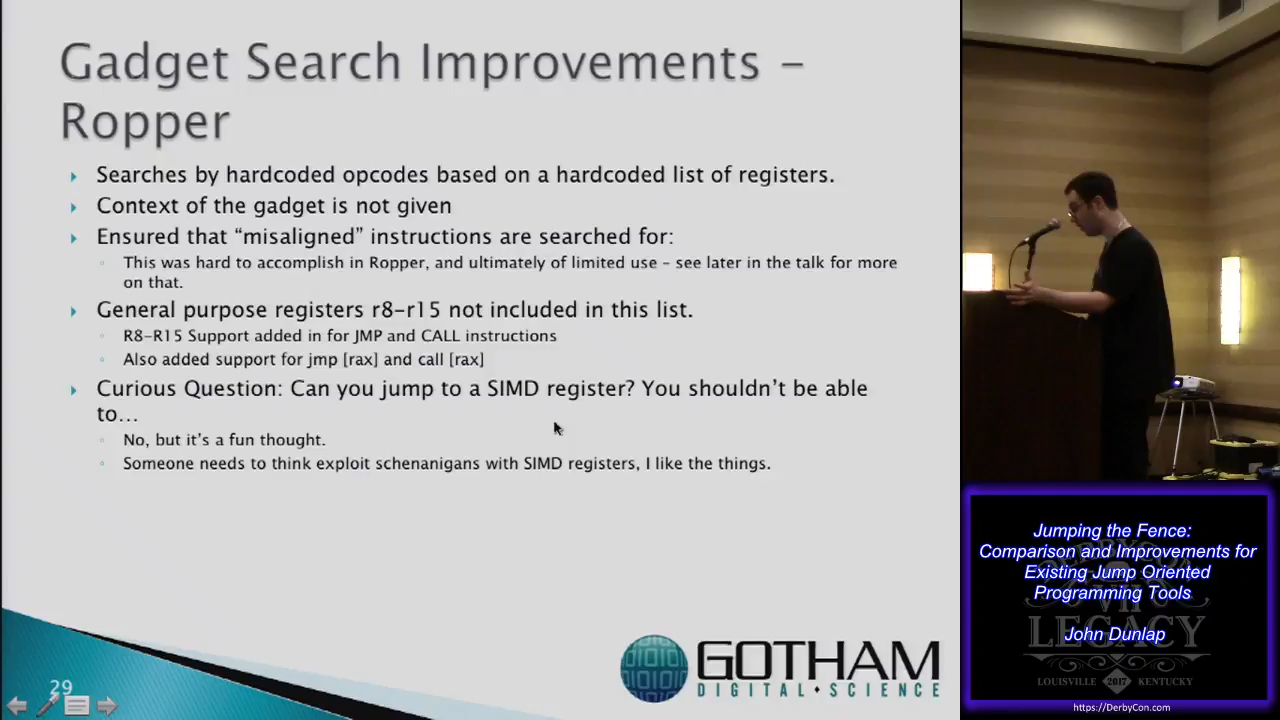 Gadget Search Improvements –
Ropper
Searches by hardcoded opcodes based on a hardcoded list of registers.
Context of the gadget is not given
Ensured that “misaligned” instructions are searched for:
This was hard to accomplish in Ropper, and ultimately of limited use – see later in the talk for more
on that.
General purpose registers r8–r15 not included in this list.
R8–R15 Support added in for JMP and CALL instructions
Also added support for jmp [rax] and call [rax]
Curious Question: Can you jump to a SIMD register? You shouldn’t be able
to…
No, but it’s a fun thought.
Someone needs to think exploit schenanigans with SIMD registers, I like the things.
29
GOTHAM
DIGITAL SCIENCE
Jumping the Fence:
Comparison and Improvements for
Existing Jump Oriented
Programming Tools
John Dunlap
DERBYCON
VII
LEGACY
LOUISVILLE 2017 KENTUCKY
https://DerbyCon.com